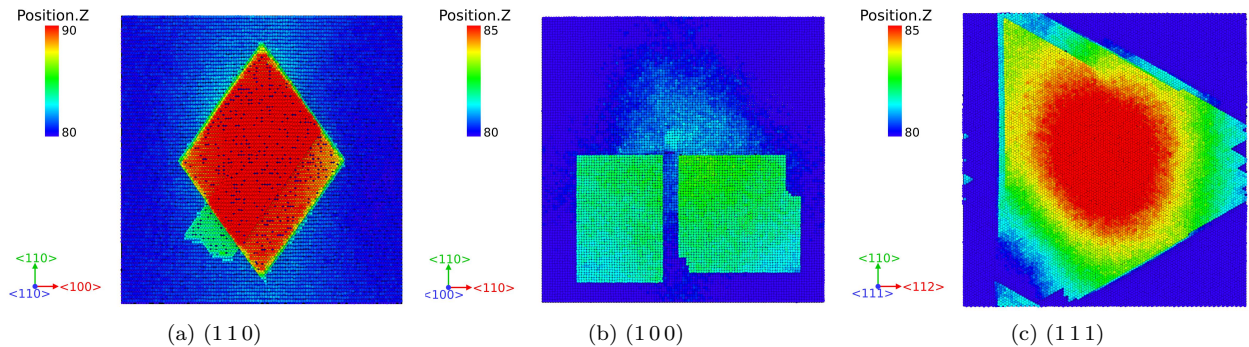 Position.Z
90
80
<110>
<110>
<100>
(a) (1 1 0)
Position.Z
85
80
<110>
<100>
<110>
(b) (1 0 0)
Position.Z
85
80
<110>
<111>
<112>
(c) (1 1 1)